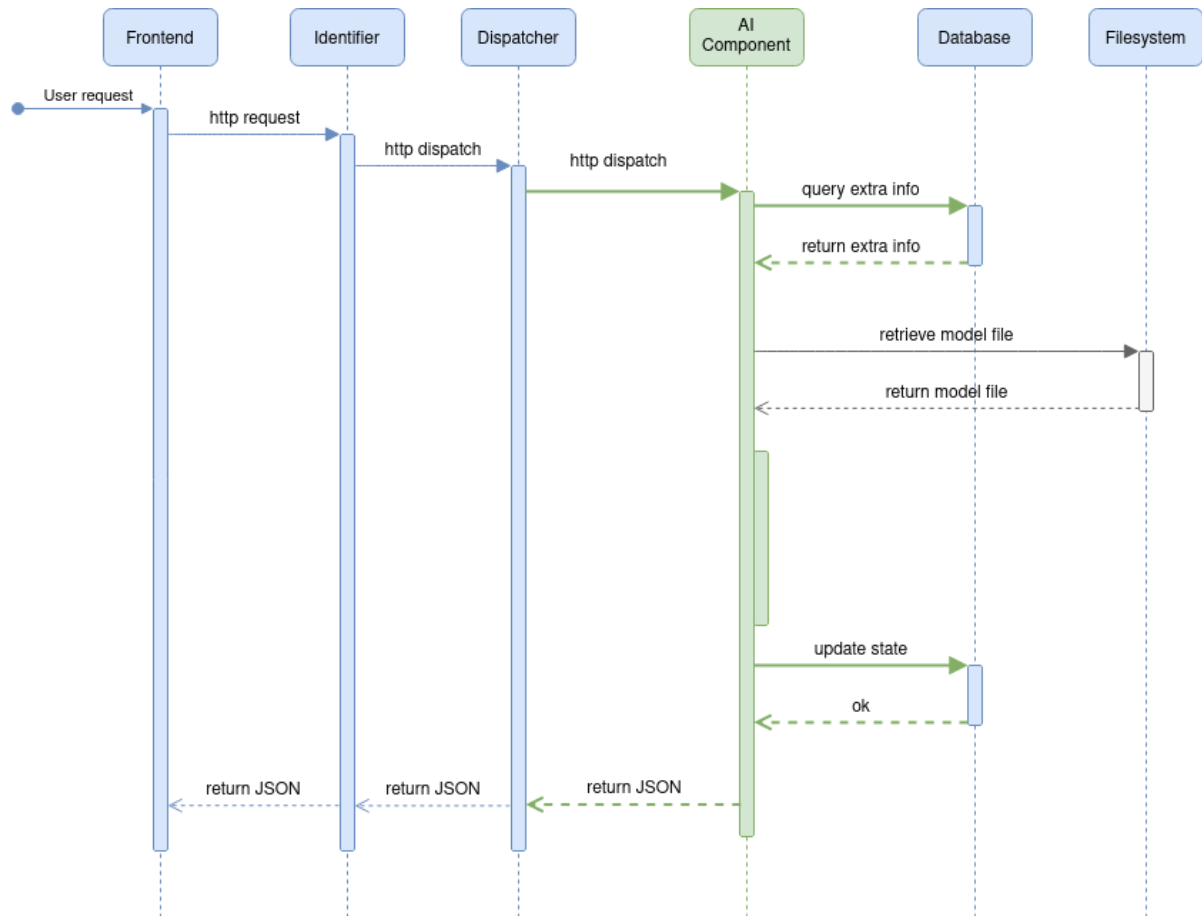 Frontend
Identifier
Dispatcher
AI
Component
Database
Filesystem
User request
http request
http dispatch
http dispatch
query extra info
return extra info
retrieve model file
return model file
update state
ok
return JSON
return JSON
return JSON